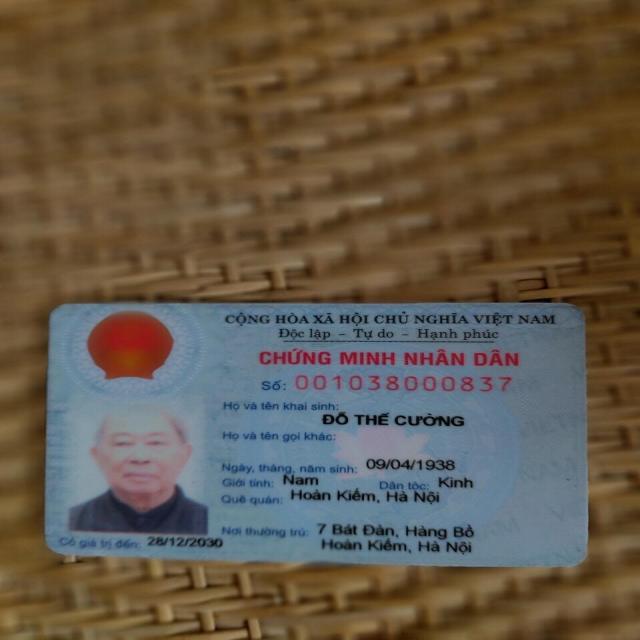 CỘNG HÒA XÃ HỘI CHỦ NGHĨA VIỆT NAM
Độc lập - Tự do - Hạnh phúc
CHỨNG MINH NHÂN DÂN
Số: 001038000837
Họ và tên khai sinh:
ĐỖ THẾ CƯỜNG
Họ và tên gọi khác:
Ngày, tháng, năm sinh: 09/04/1938
Giới tính: Nam Dân tộc: Kinh
Quê quán: Hoàn Kiếm, Hà Nội
Nơi thường trú: 7 Bát Đàn, Hàng Bồ
Hoàn Kiếm, Hà Nội
Có giá trị đến: 28/12/2030